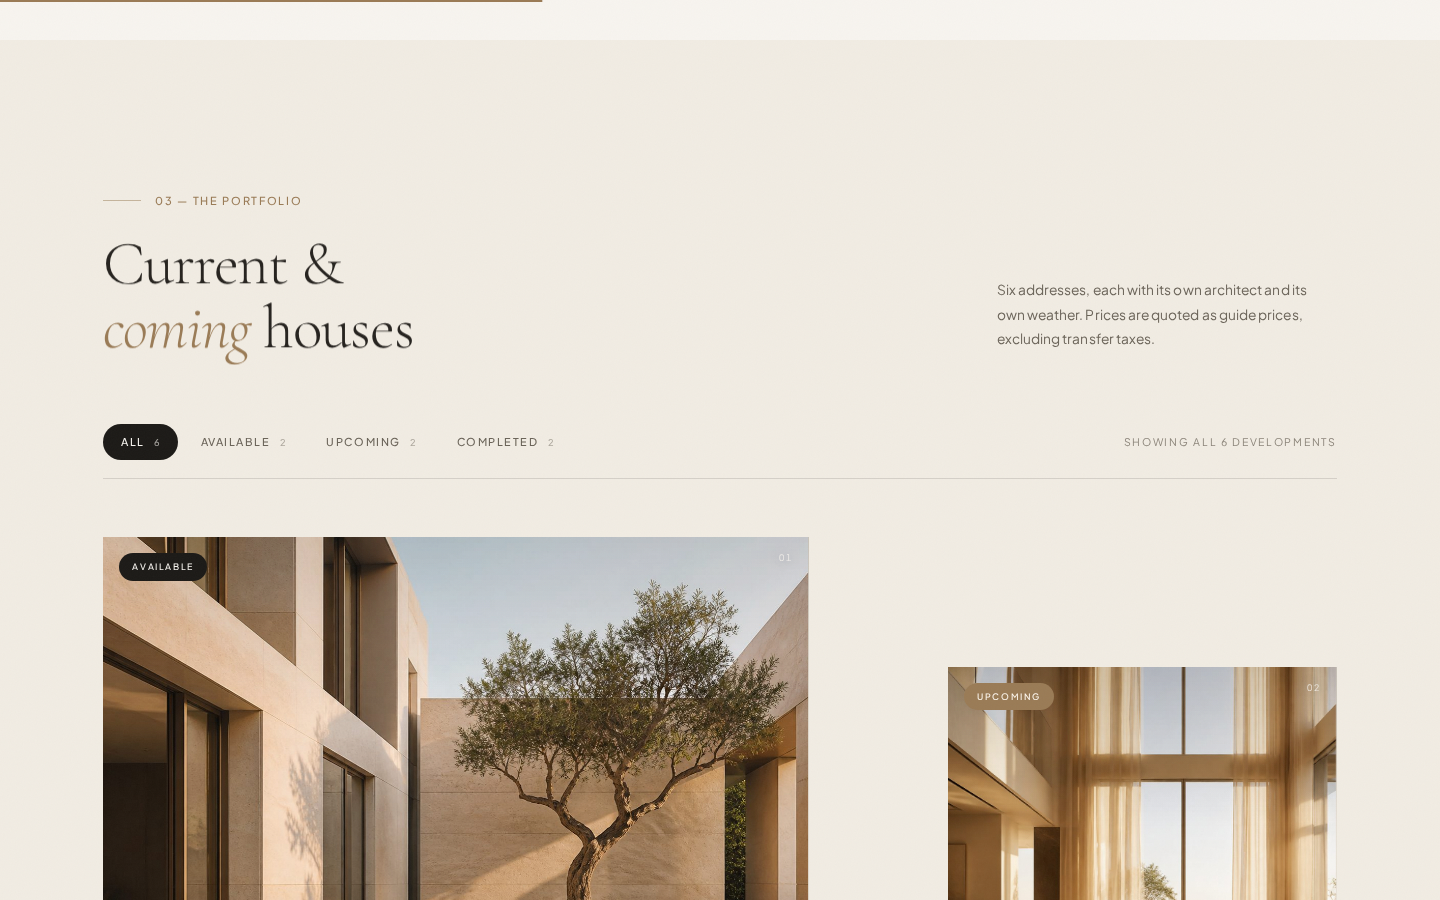 03 — THE PORTFOLIO
Current &
coming houses
Six addresses, each with its own architect and its
own weather. Prices are quoted as guide prices,
excluding transfer taxes.
ALL 6 AVAILABLE 2 UPCOMING 2 COMPLETED 2
SHOWING ALL 6 DEVELOPMENTS
AVAILABLE
01
UPCOMING
02